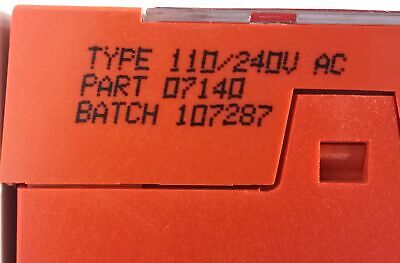 TYPE 110/240V AC
PART 07140
BATCH 107287